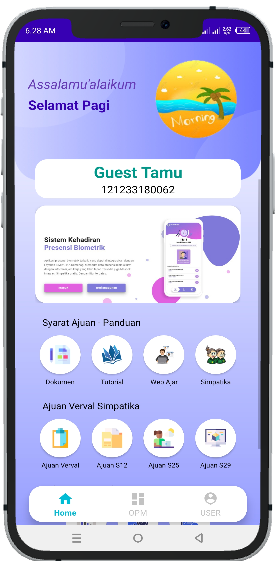 6.28 AM
Assalamu'alaikum
Selamat Pagi
Morning
Guest Tamu
121233180062
Sistem Kehadiran
Presensi Biometrik
Syarat Ajuan Panduan
Dokumen Tutorial Web Ajar Simpatika
Ajuan Verval Simpatika
Ajuan Verval Ajuan S12 Ajuan S25 Ajuan S29
Home OPM USER